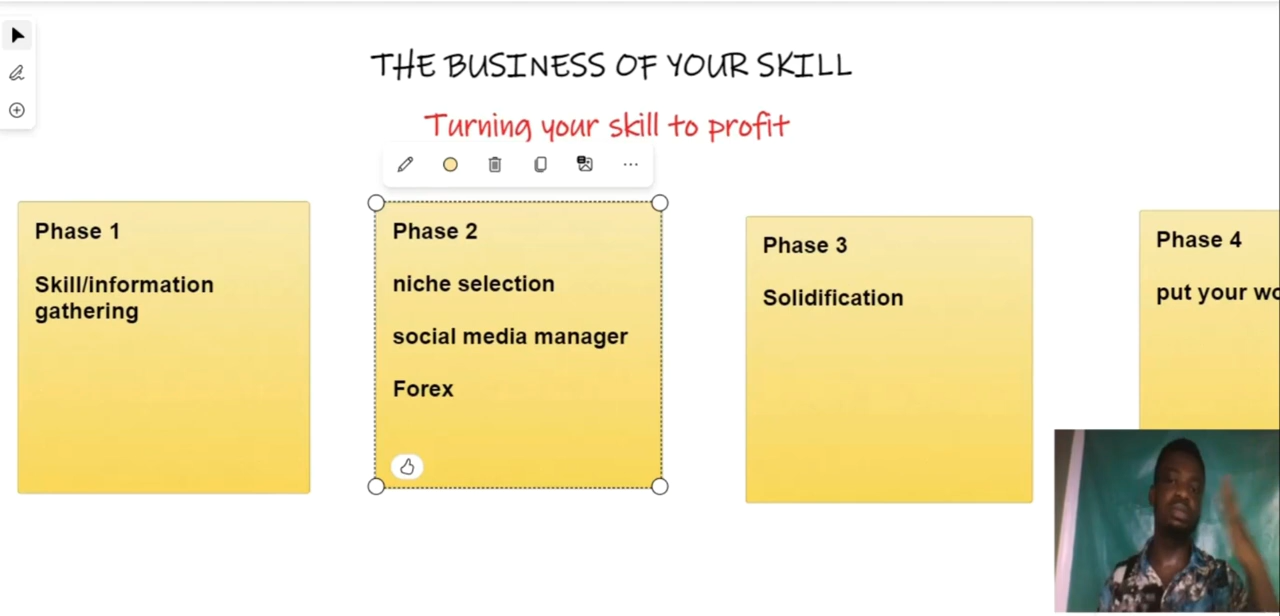 THE BUSINESS OF YOUR SKILL
Turning your skill to profit
Phase 1
Skill/information
gathering
Phase 2
niche selection
social media manager
Forex
Phase 3
Solidification
Phase 4
put your